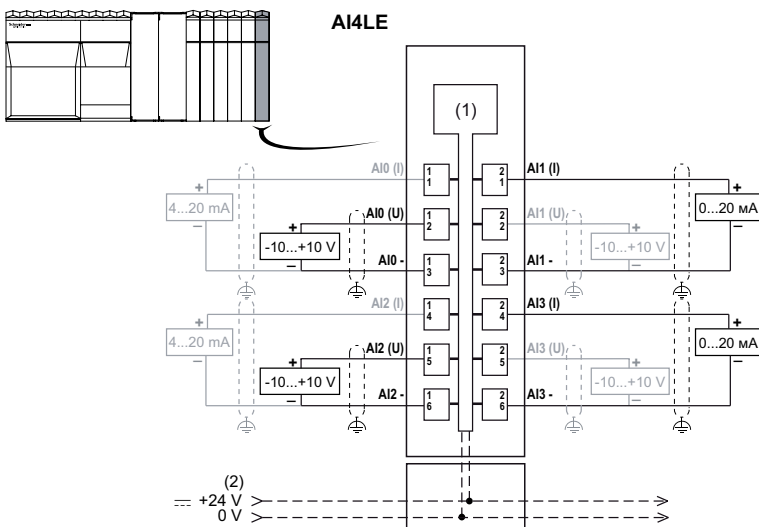 AI4LE
(1)
AI0 (I) 1 1 2 1 AI1 (I)
+ + 
4...20 mA 0...20 мА
− −
AI0 (U) 1 2 2 2 AI1 (U)
+ +
-10...+10 V -10...+10 V
− −
AI0 - 1 3 2 3 AI1 -
AI2 (I) 1 4 2 4 AI3 (I)
+ +
4...20 mA 0...20 мА
− −
AI2 (U) 1 5 2 5 AI3 (U)
+ +
-10...+10 V -10...+10 V
− −
AI2 - 1 6 2 6 AI3 -
(2)
+24 V
0 V